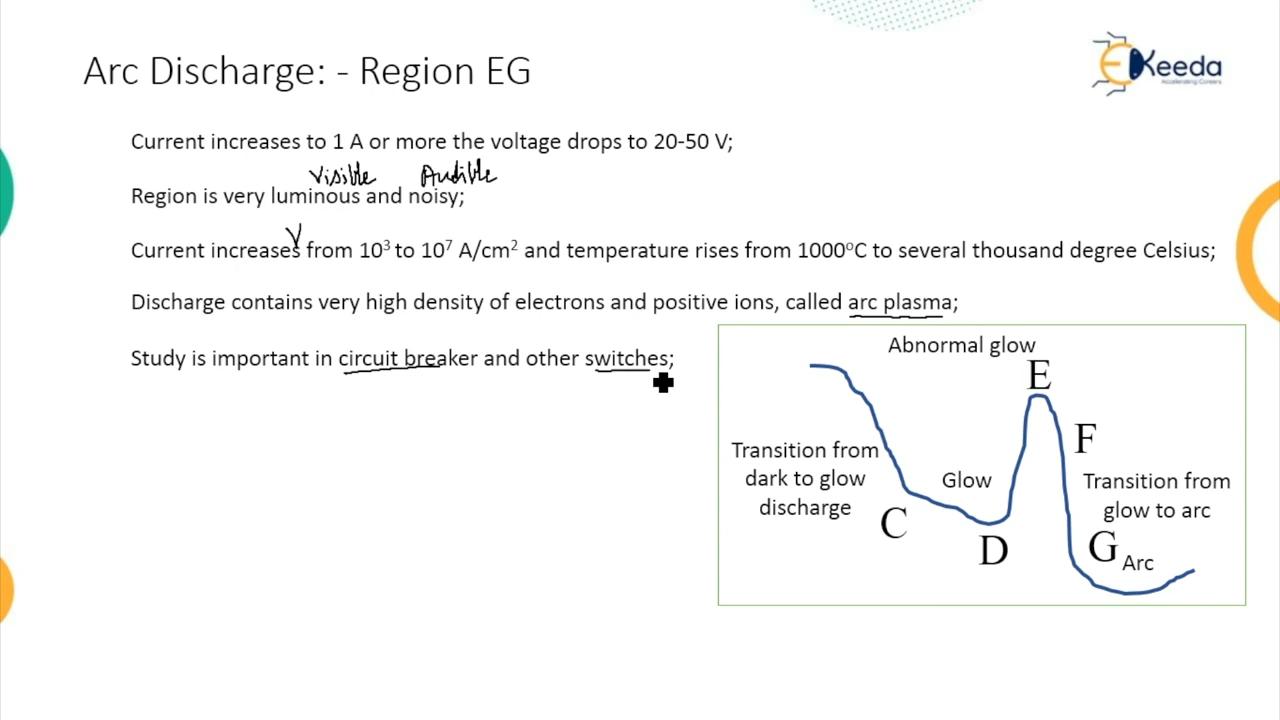 Arc Discharge: - Region EG
EKeeda
Accelerating Careers
Current increases to 1 A or more the voltage drops to 20-50 V;
Visible Audible
Region is very luminous and noisy;
Current increases from 10³ to 10⁷ A/cm² and temperature rises from 1000°C to several thousand degree Celsius;
Discharge contains very high density of electrons and positive ions, called arc plasma;
Study is important in circuit breaker and other switches;
Abnormal glow
E
F
Transition from
dark to glow
discharge
Glow
Transition from
glow to arc
C
D
G
Arc